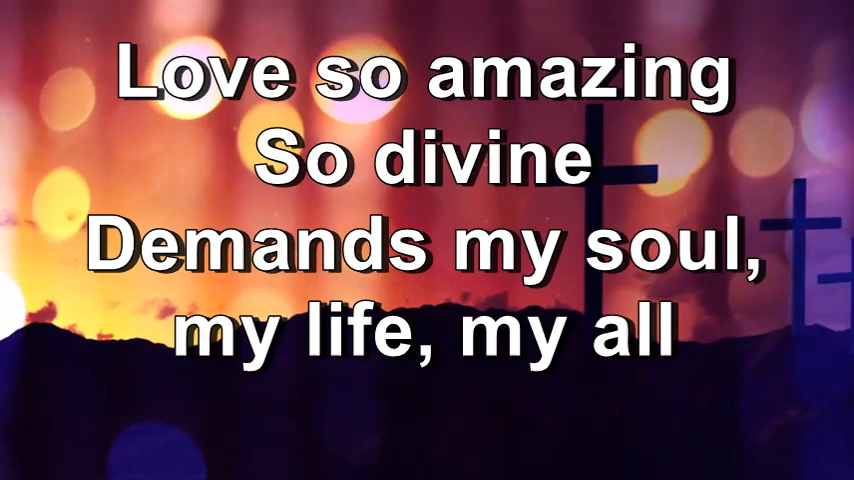 Love so amazing
So divine
Demands my soul,
my life, my all